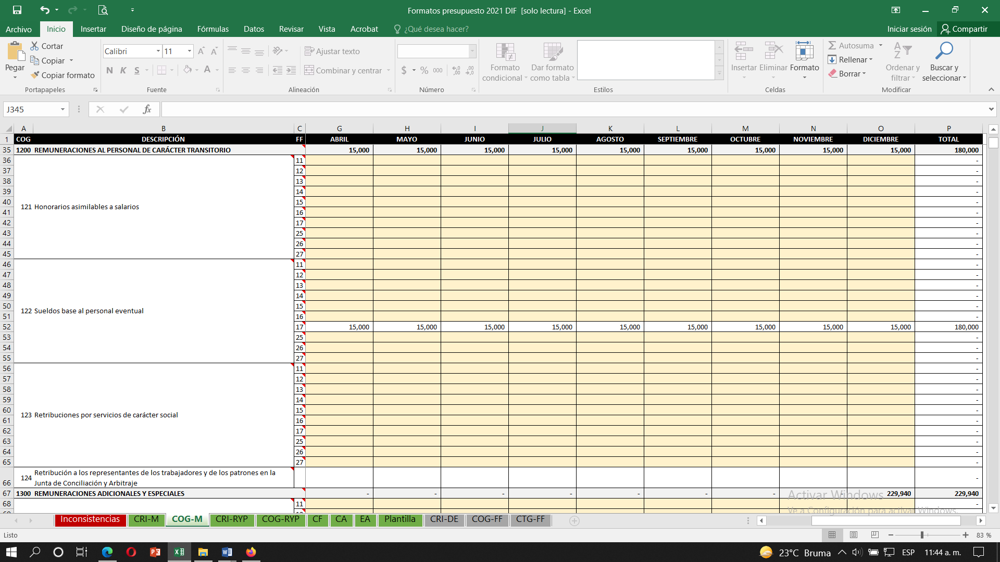 Formatos presupuesto 2021 DIF  [solo lectura] - Excel
Archivo Inicio Insertar Diseño de página Fórmulas Datos Revisar Vista Acrobat ¿Qué desea hacer? Iniciar sesión Compartir
Pegar Cortar Copiar Copiar formato
Portapapeles
Calibri 11
N K S A
Fuente
Ajustar texto
Combinar y centrar
Alineación
$ % 000
Número
Formato condicional Dar formato como tabla
Estilos
Insertar Eliminar Formato
Celdas
Autosuma Rellenar Borrar
Ordenar y filtrar Buscar y seleccionar
Modificar
J345 fx
A B C G H I J K L M N O P
1 COG DESCRIPCIÓN FF ABRIL MAYO JUNIO JULIO AGOSTO SEPTIEMBRE OCTUBRE NOVIEMBRE DICIEMBRE TOTAL
35 1200 REMUNERACIONES AL PERSONAL DE CARÁCTER TRANSITORIO 15,000 15,000 15,000 15,000 15,000 15,000 15,000 15,000 15,000 180,000
36 11 -
37 12 -
38 13 -
39 14 -
40 15 -
121 Honorarios asimilables a salarios
41 16 -
42 17 -
43 25 -
44 26 -
45 27 -
46 11 -
47 12 -
48 13 -
49 14 -
50 15 -
122 Sueldos base al personal eventual
51 16 -
52 17 15,000 15,000 15,000 15,000 15,000 15,000 15,000 15,000 15,000 180,000
53 25 -
54 26 -
55 27 -
56 11 -
57 12 -
58 13 -
59 14 -
60 15 -
123 Retribuciones por servicios de carácter social
61 16 -
62 17 -
63 25 -
64 26 -
65 27 -
66 124 Retribución a los representantes de los trabajadores y de los patrones en la
Junta de Conciliación y Arbitraje -
67 1300 REMUNERACIONES ADICIONALES Y ESPECIALES - - - - - - - - 229,940 229,940
68 11 -
Activar Windows
Ve a Configuración para activar Windows.
Inconsistencias CRI-M COG-M CRI-RYP COG-RYP CF CA EA Plantilla CRI-DE COG-FF CTG-FF
Listo 83 %
23°C Bruma ESP 11:44 a. m.